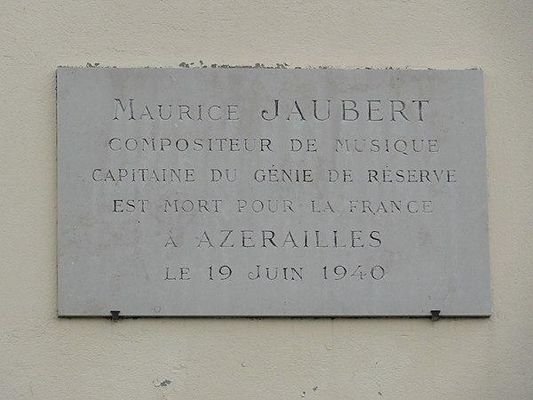 MAURICE JAUBERT
COMPOSITEUR DE MUSIQUE
CAPITAINE DU GÉNIE DE RÉSERVE
EST MORT POUR LA FRANCE
À AZERAILLES
LE 19 JUIN 1940